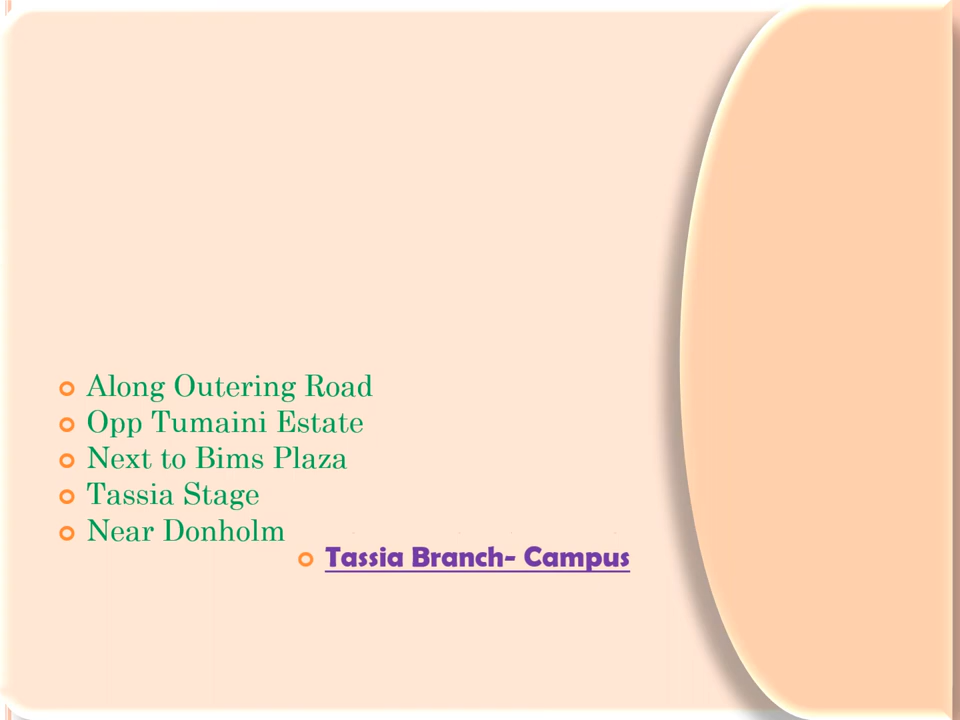 Along Outering Road
Opp Tumaini Estate
Next to Bims Plaza
Tassia Stage
Near Donholm
Tassia Branch- Campus